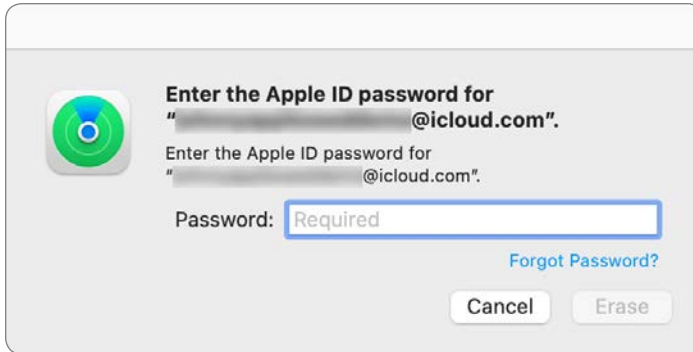 Enter the Apple ID password for
“ @icloud.com”.
Enter the Apple ID password for
“ @icloud.com”.
Password: Required
Forgot Password?
Cancel Erase